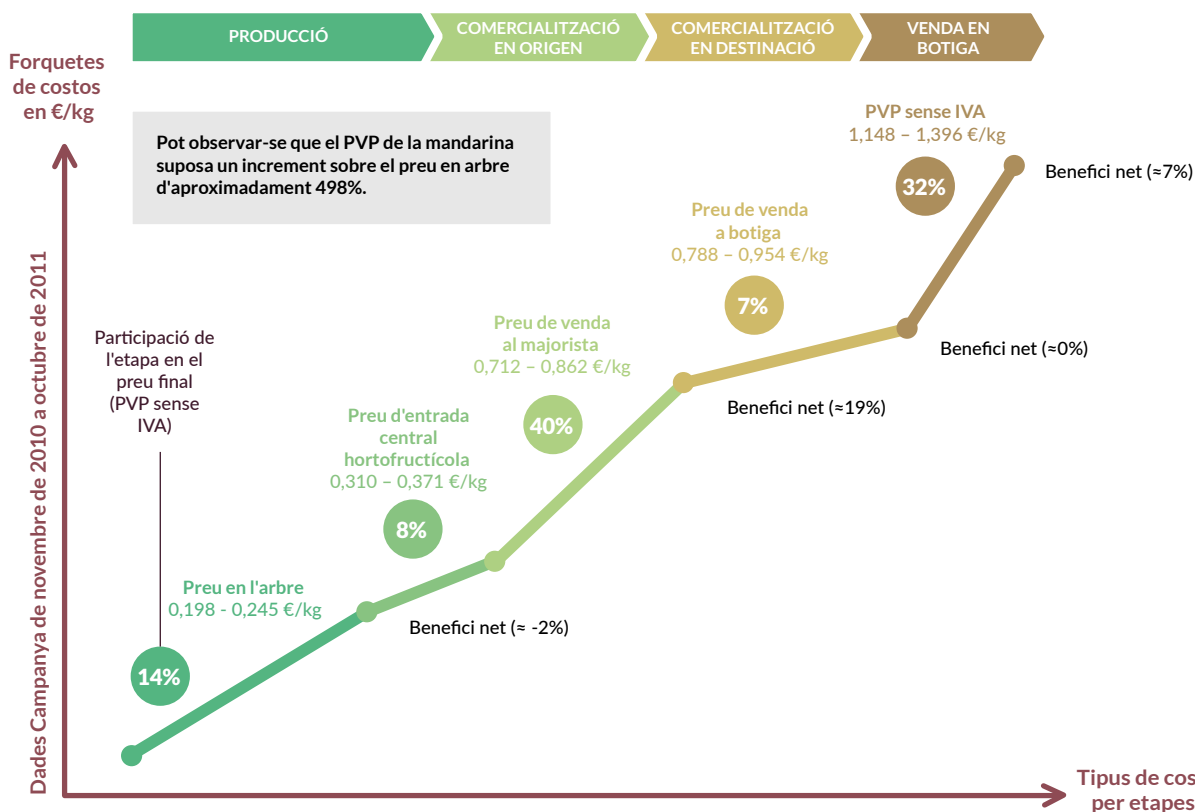 PRODUCCIÓ
COMERCIALITZACIÓ
EN ORIGEN
COMERCIALITZACIÓ
EN DESTINACIÓ
VENDA EN
BOTIGA
Forquetes
de costos
en €/kg
Pot observar-se que el PVP de la mandarina
suposa un increment sobre el preu en arbre
d'aproximadament 498%.
PVP sense IVA
1,148 – 1,396 €/kg
32%
Benefici net (≈7%)
Preu de venda
a botiga
0,788 – 0,954 €/kg
7%
Benefici net (≈0%)
Preu de venda
al majorista
0,712 – 0,862 €/kg
40%
Benefici net (≈19%)
Preu d'entrada
central
hortofructícola
0,310 – 0,371 €/kg
8%
Benefici net (≈ -2%)
Participació de
l'etapa en el
preu final
(PVP sense
IVA)
Preu en l'arbre
0,198 - 0,245 €/kg
14%
Dades Campanya de novembre de 2010 a octubre de 2011
Tipus de cos
per etapes